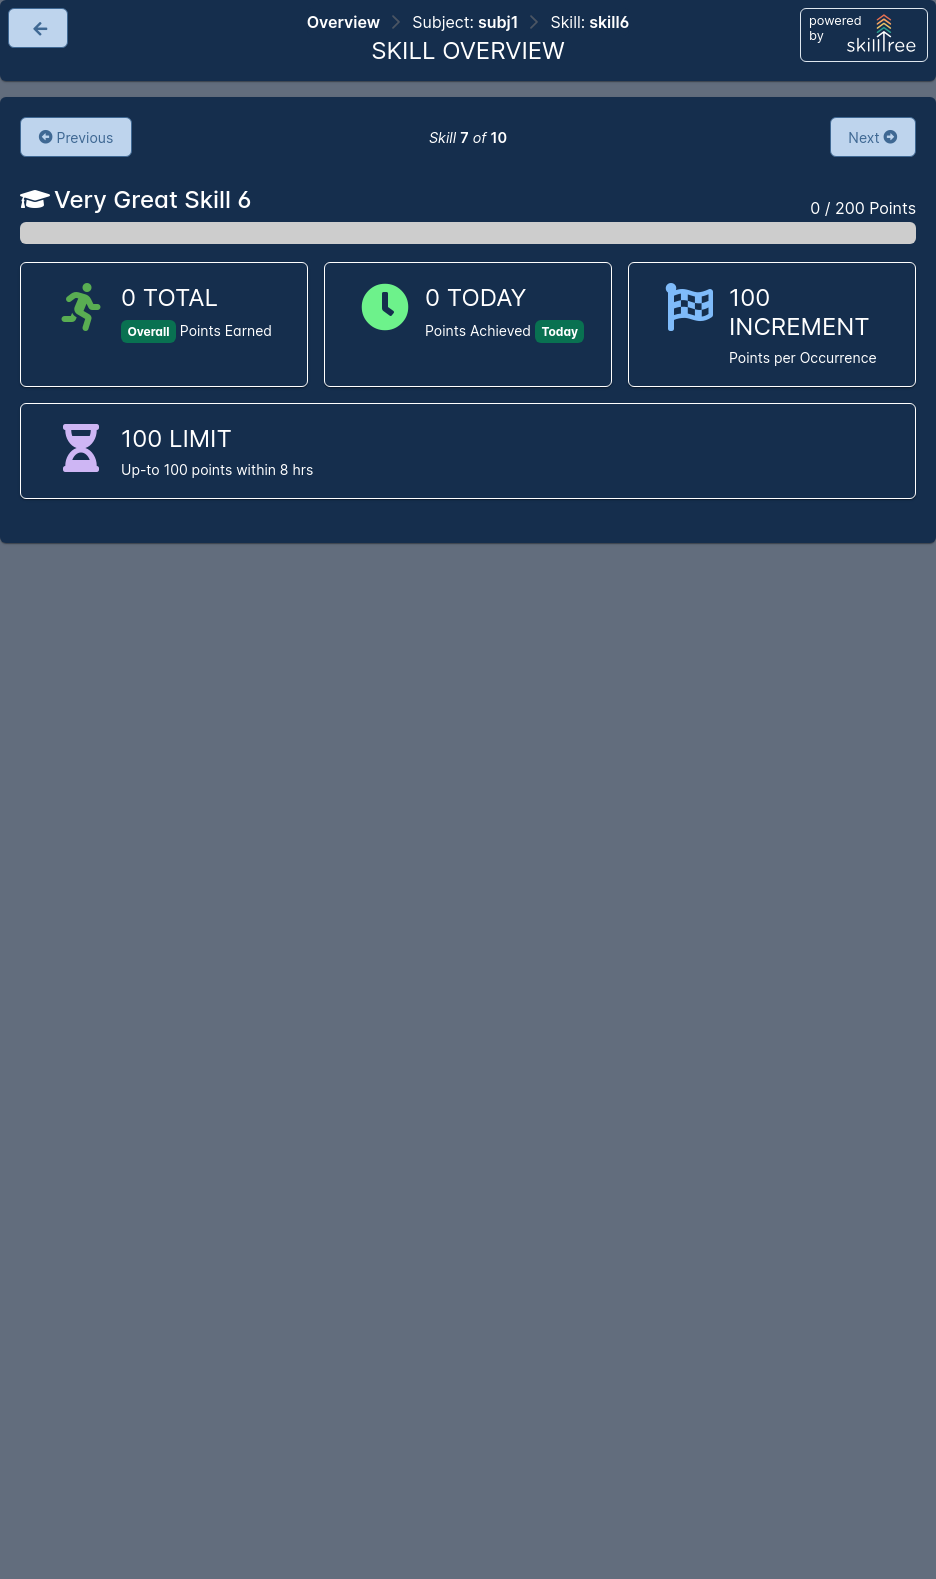 Overview > Subject: subj1 > Skill: skill6
SKILL OVERVIEW
powered
by
skilltree
Previous
Skill 7 of 10
Next
Very Great Skill 6
0 / 200 Points
0 TOTAL
Overall Points Earned
0 TODAY
Points Achieved Today
100
INCREMENT
Points per Occurrence
100 LIMIT
Up-to 100 points within 8 hrs